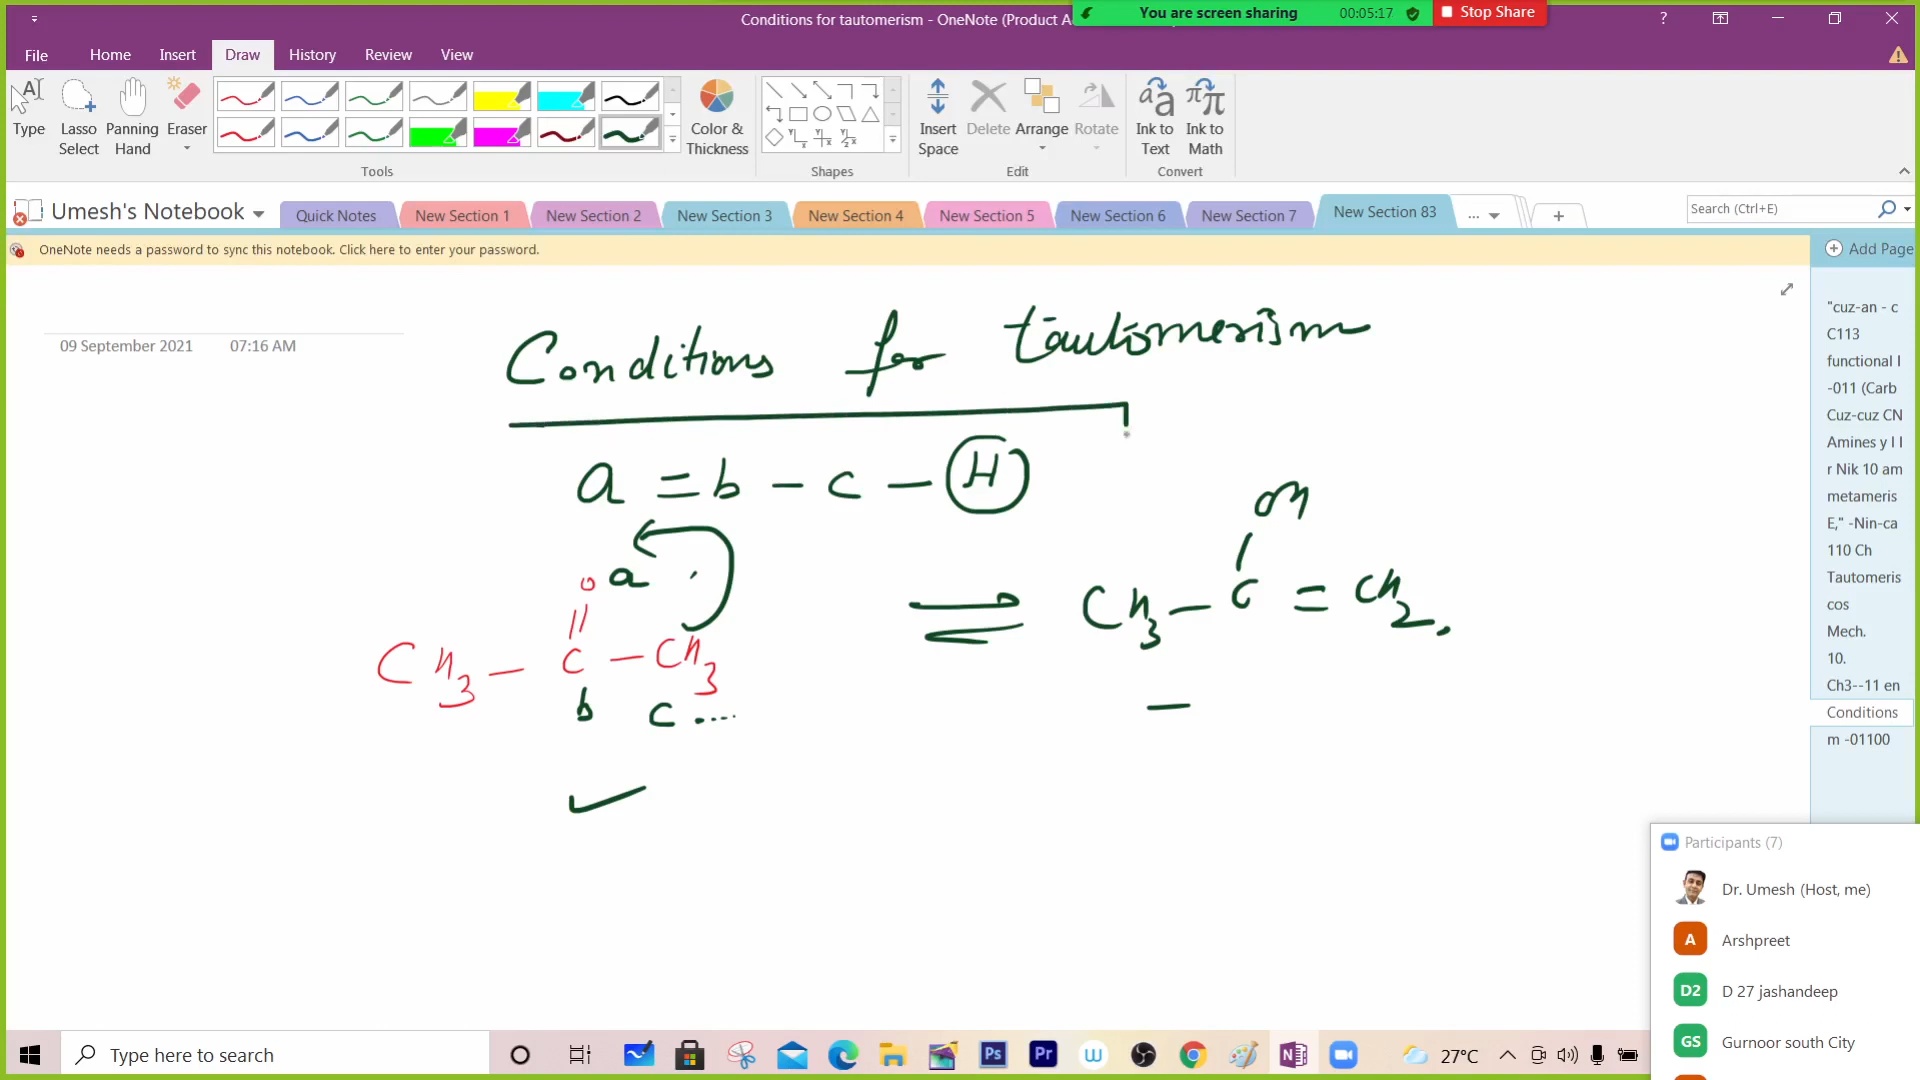 Conditions for tautomerism - OneNote (Product A
You are screen sharing 00:05:17 Stop Share
?
File Home Insert Draw History Review View
Type
Lasso Select
Panning Hand
Eraser
Color & Thickness
Insert Space
Delete
Arrange
Rotate
Ink to Text
Ink to Math
Tools Shapes Edit Convert
Umesh's Notebook
Quick Notes New Section 1 New Section 2 New Section 3 New Section 4 New Section 5 New Section 6 New Section 7 New Section 83 ...
Search (Ctrl+E)
OneNote needs a password to sync this notebook. Click here to enter your password.
Add Page
09 September 2021 07:16 AM
Conditions for tautomerism
a = b - c - H
O a
CH3 - C - CH3
b c ....
OH
CH3 - C = CH2.
"cuz-an - c
C113
functional I
-011 (Carb
Cuz-cuz CN
Amines y I I
r Nik 10 am
metameris
E," -Nin-ca
110 Ch
Tautomeris
cos
Mech.
10.
Ch3--11 en
Conditions
m -01100
Participants (7)
Dr. Umesh (Host, me)
A Arshpreet
D2 D 27 jashandeep
GS Gurnoor south City
Type here to search
Ps Pr W N
27°C